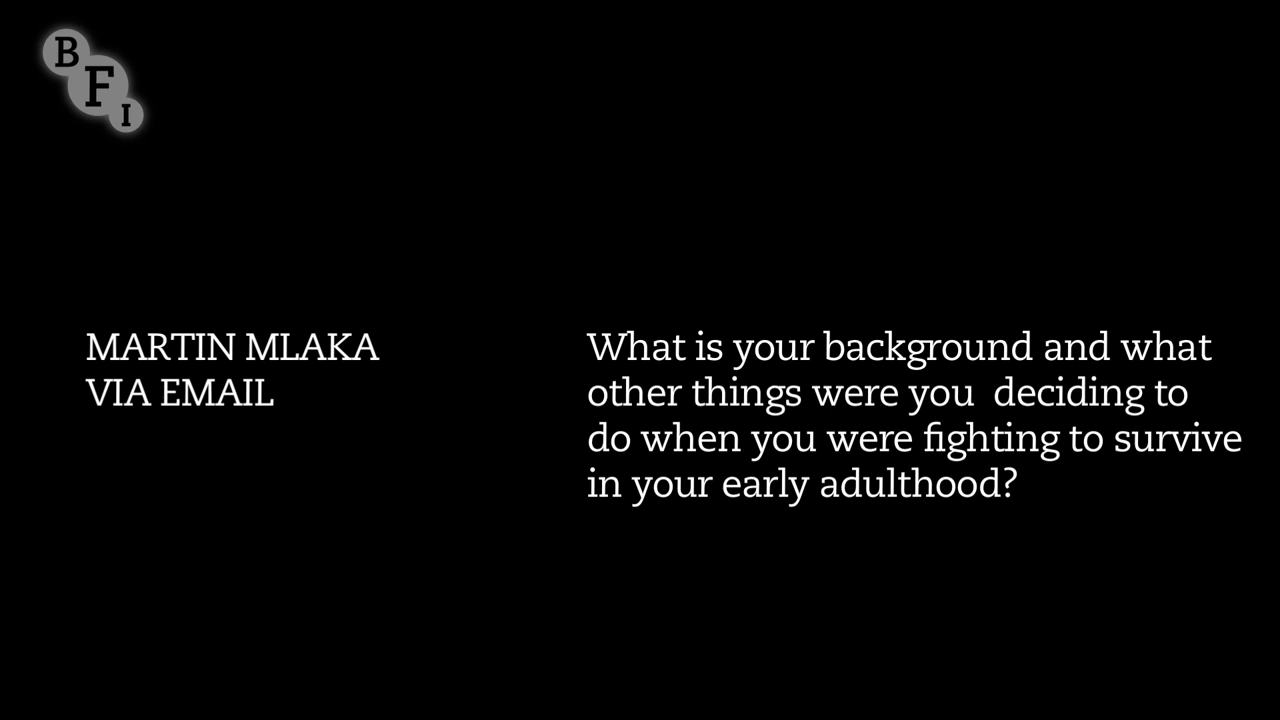 BFI
MARTIN MLAKA
VIA EMAIL
What is your background and what
other things were you  deciding to
do when you were fighting to survive
in your early adulthood?